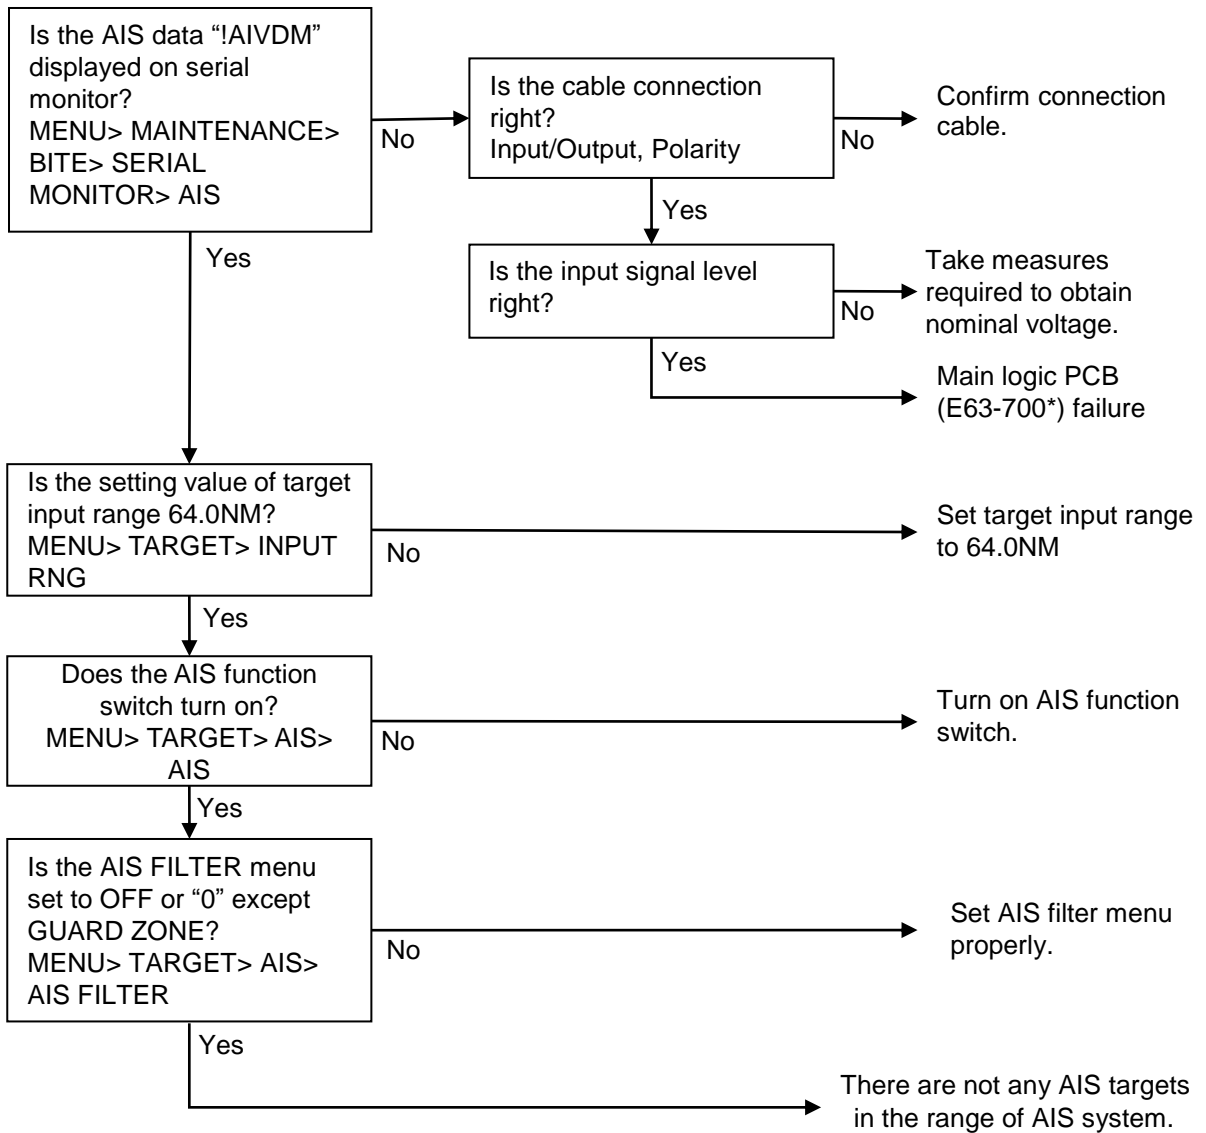 Is the AIS data “!AIVDM”
displayed on serial
monitor?
MENU> MAINTENANCE>
BITE> SERIAL
MONITOR> AIS
No
Is the cable connection
right?
Input/Output, Polarity
No
Confirm connection
cable.
Yes
Yes
Is the input signal level
right?
No
Take measures
required to obtain
nominal voltage.
Yes
Main logic PCB
(E63-700*) failure
Is the setting value of target
input range 64.0NM?
MENU> TARGET> INPUT
RNG
No
Set target input range
to 64.0NM
Yes
Does the AIS function
switch turn on?
MENU> TARGET> AIS>
AIS
No
Turn on AIS function
switch.
Yes
Is the AIS FILTER menu
set to OFF or “0” except
GUARD ZONE?
MENU> TARGET> AIS>
AIS FILTER
No
Set AIS filter menu
properly.
Yes
There are not any AIS targets
in the range of AIS system.